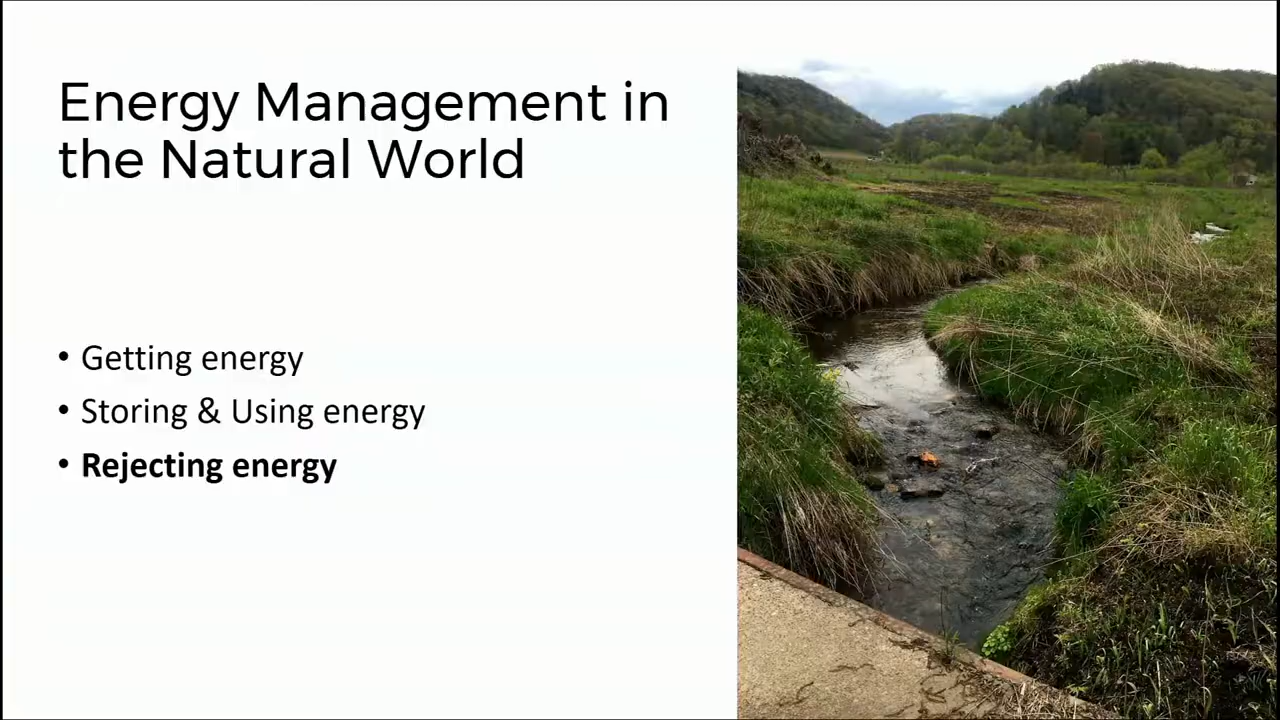 Energy Management in
the Natural World
• Getting energy
• Storing & Using energy
• Rejecting energy